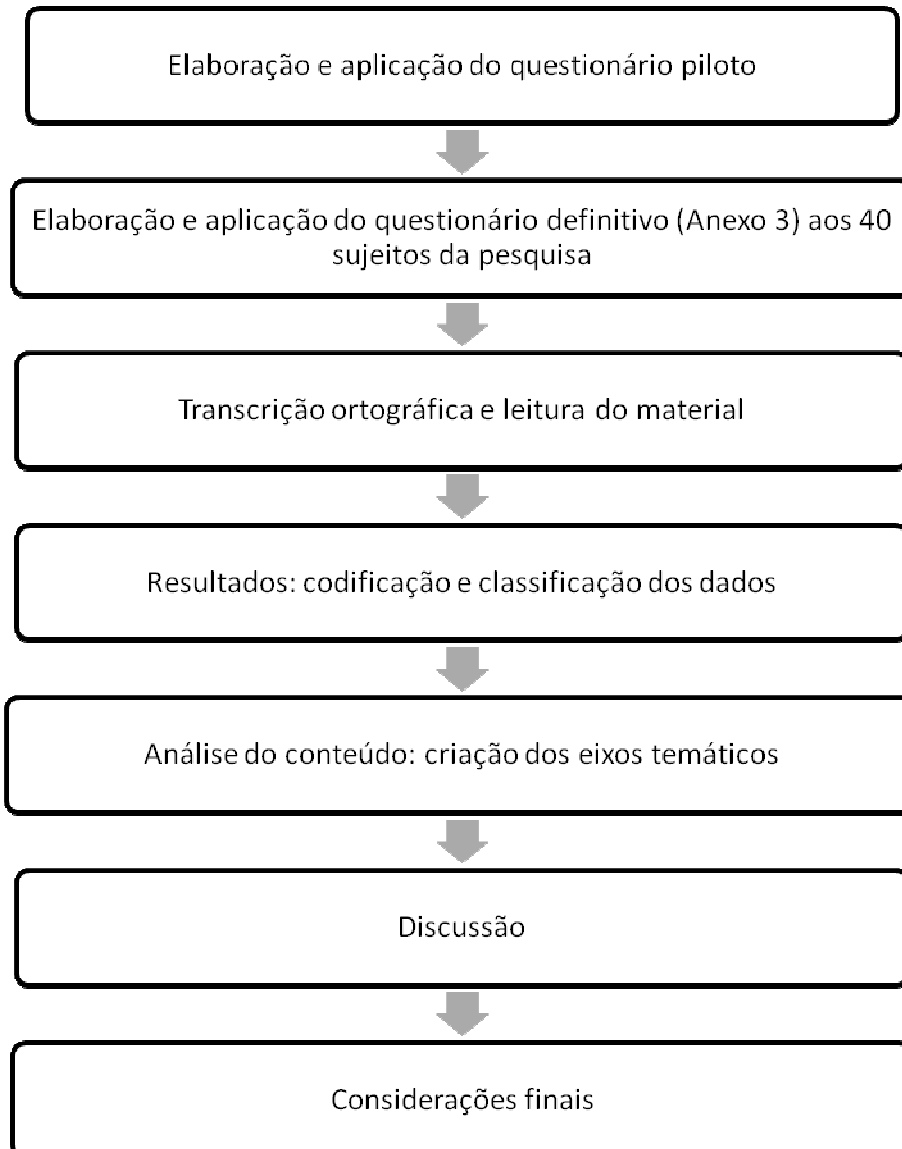 Elaboração e aplicação do questionário piloto
Elaboração e aplicação do questionário definitivo (Anexo 3) aos 40
sujeitos da pesquisa
Transcrição ortográfica e leitura do material
Resultados: codificação e classificação dos dados
Análise do conteúdo: criação dos eixos temáticos
Discussão
Considerações finais